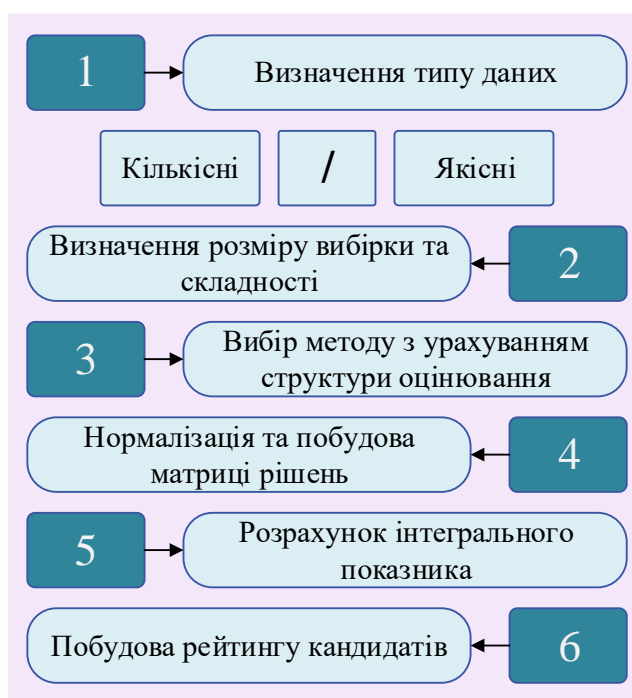 1
Визначення типу даних
Кількісні / Якісні
Визначення розміру вибірки та
складності
2
3
Вибір методу з урахуванням
структури оцінювання
Нормалізація та побудова
матриці рішень
4
5
Розрахунок інтегрального
показника
Побудова рейтингу кандидатів
6